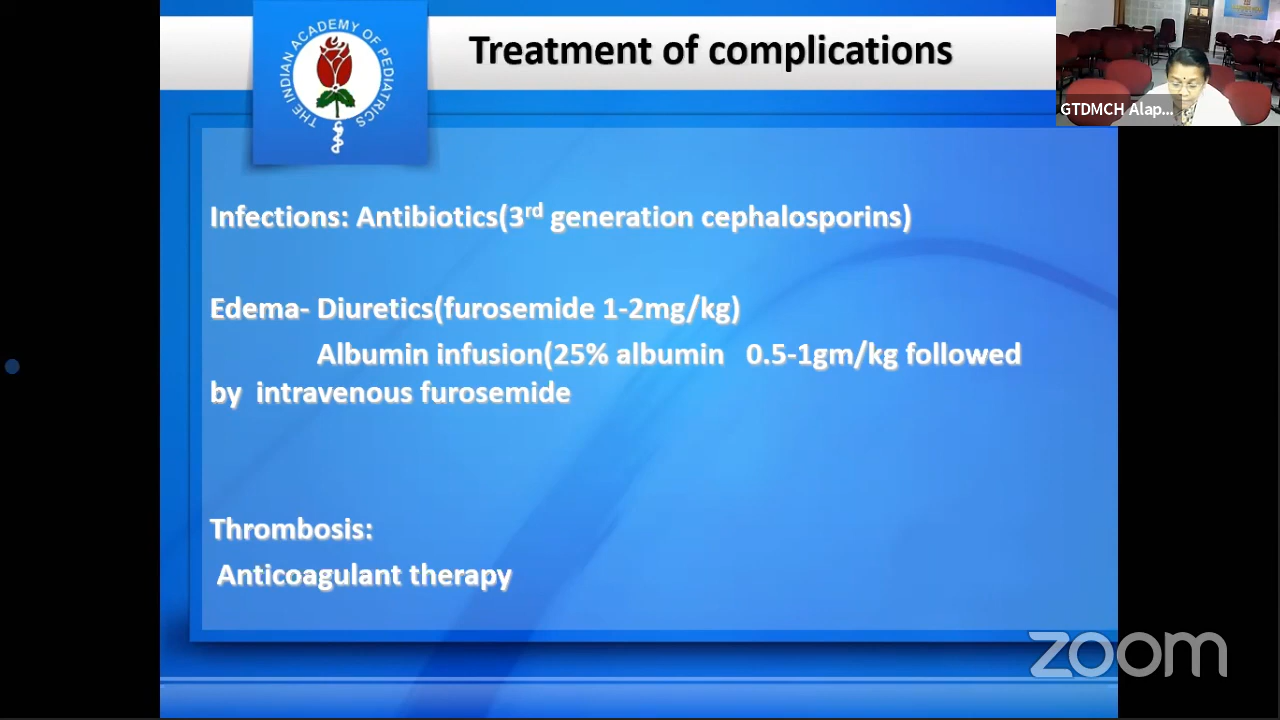 THE INDIAN ACADEMY OF PEDIATRICS
Treatment of complications
GTDMCH Alap...
Infections: Antibiotics(3rd generation cephalosporins)
Edema- Diuretics(furosemide 1-2mg/kg)
Albumin infusion(25% albumin 0.5-1gm/kg followed
by intravenous furosemide
Thrombosis:
Anticoagulant therapy
zoom